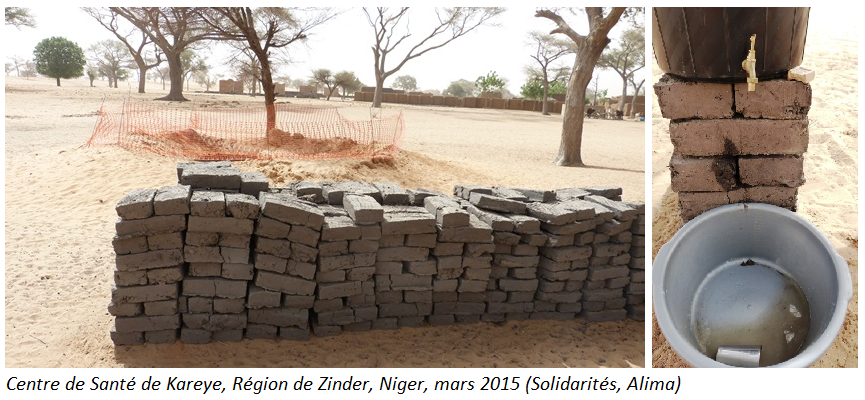 Centre de Santé de Kareye, Région de Zinder, Niger, mars 2015 (Solidarités, Alima)